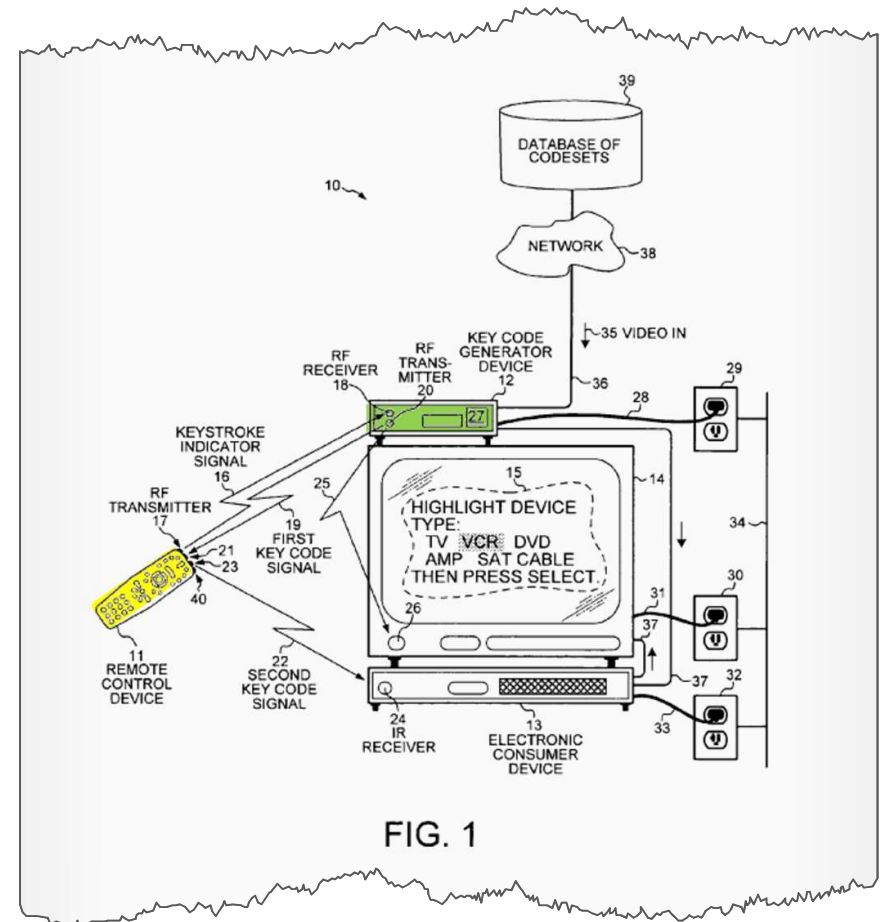 39
DATABASE OF
CODESETS
10
NETWORK
38
35 VIDEO IN
36
RF
RECEIVER
18
RF
TRANS-
MITTER
20
KEY CODE
GENERATOR
DEVICE
12
27
28
29
KEYSTROKE
INDICATOR
SIGNAL
16
RF
TRANSMITTER
17
25
19
FIRST
KEY CODE
SIGNAL
21
23
40
15
14
34
HIGHLIGHT DEVICE
TYPE:
TV VCR DVD
AMP SAT CABLE
THEN PRESS SELECT.
30
31
26
37
11
REMOTE
CONTROL
DEVICE
22
SECOND
KEY CODE
SIGNAL
37
32
33
24
IR
RECEIVER
13
ELECTRONIC
CONSUMER
DEVICE
FIG. 1